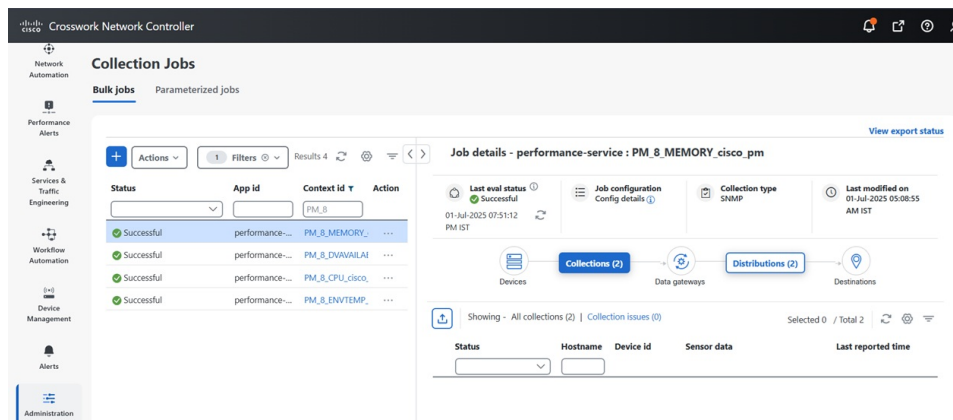 cisco Crosswork Network Controller
Network
Automation
Performance
Alerts
Services &
Traffic
Engineering
Workflow
Automation
Device
Management
Alerts
Administration
Collection Jobs
Bulk jobs Parameterized jobs
View export status
Actions 1 Filters Results 4
Status App id Context id Action
PM_8
Successful performance-... PM_8_MEMORY_ ...
Successful performance-... PM_8_DVAVAILAI ...
Successful performance-... PM_8_CPU_cisco_ ...
Successful performance-... PM_8_ENVTEMP_ ...
Job details - performance-service : PM_8_MEMORY_cisco_pm
Last eval status
Successful
01-Jul-2025 07:51:12
PM IST
Job configuration
Config details
Collection type
SNMP
Last modified on
01-Jul-2025 05:08:55
AM IST
Collections (2) Distributions (2)
Devices Data gateways Destinations
Showing - All collections (2) | Collection issues (0) Selected 0 / Total 2
Status Hostname Device id Sensor data Last reported time